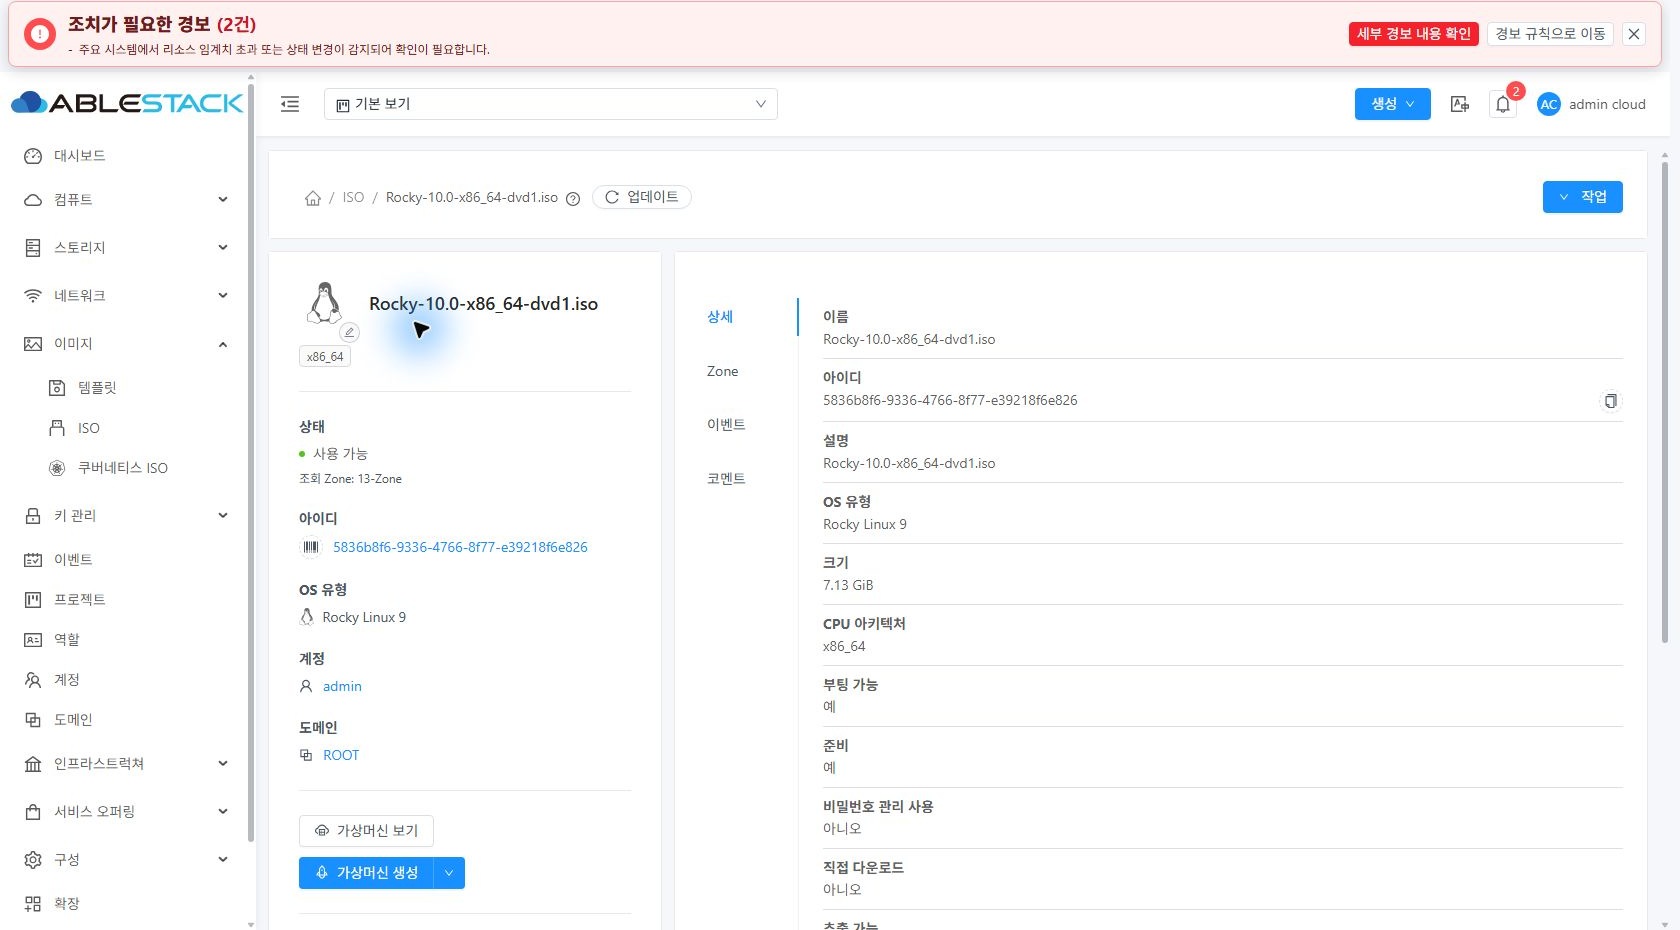 조치가 필요한 경보 (2건)
- 주요 시스템에서 리소스 임계치 초과 또는 상태 변경이 감지되어 확인이 필요합니다.
세부 경보 내용 확인
경보 규칙으로 이동
ABLESTACK
기본 보기
생성
2
AC
admin cloud
대시보드
컴퓨트
스토리지
네트워크
이미지
템플릿
ISO
쿠버네티스 ISO
키 관리
이벤트
프로젝트
역할
계정
도메인
인프라스트럭쳐
서비스 오퍼링
구성
확장
/ ISO / Rocky-10.0-x86_64-dvd1.iso
업데이트
작업
Rocky-10.0-x86_64-dvd1.iso
x86_64
상태
사용 가능
조회 Zone: 13-Zone
아이디
5836b8f6-9336-4766-8f77-e39218f6e826
OS 유형
Rocky Linux 9
계정
admin
도메인
ROOT
가상머신 보기
가상머신 생성
상세
Zone
이벤트
코멘트
이름
Rocky-10.0-x86_64-dvd1.iso
아이디
5836b8f6-9336-4766-8f77-e39218f6e826
설명
Rocky-10.0-x86_64-dvd1.iso
OS 유형
Rocky Linux 9
크기
7.13 GiB
CPU 아키텍처
x86_64
부팅 가능
예
준비
예
비밀번호 관리 사용
아니오
직접 다운로드
아니오
추출 가능